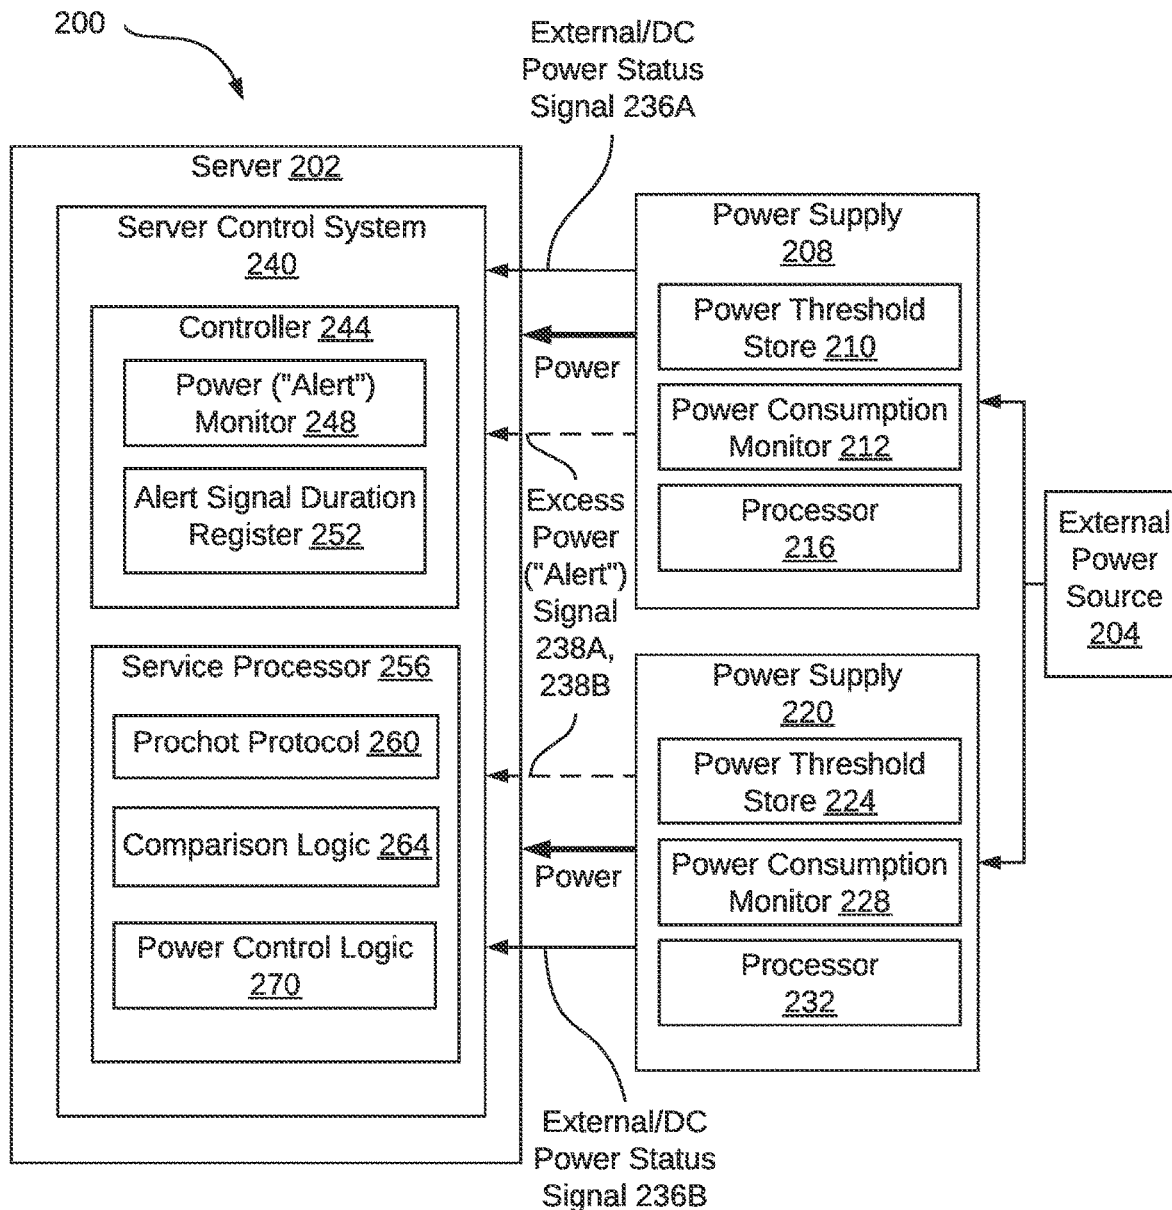 200
External/DC
Power Status
Signal 236A
Server 202
Server Control System
240
Controller 244
Power ("Alert")
Monitor 248
Alert Signal Duration
Register 252
Service Processor 256
Prochot Protocol 260
Comparison Logic 264
Power Control Logic
270
Power
Excess
Power
("Alert")
Signal
238A,
238B
Power
External/DC
Power Status
Signal 236B
Power Supply
208
Power Threshold
Store 210
Power Consumption
Monitor 212
Processor
216
Power Supply
220
Power Threshold
Store 224
Power Consumption
Monitor 228
Processor
232
External
Power
Source
204